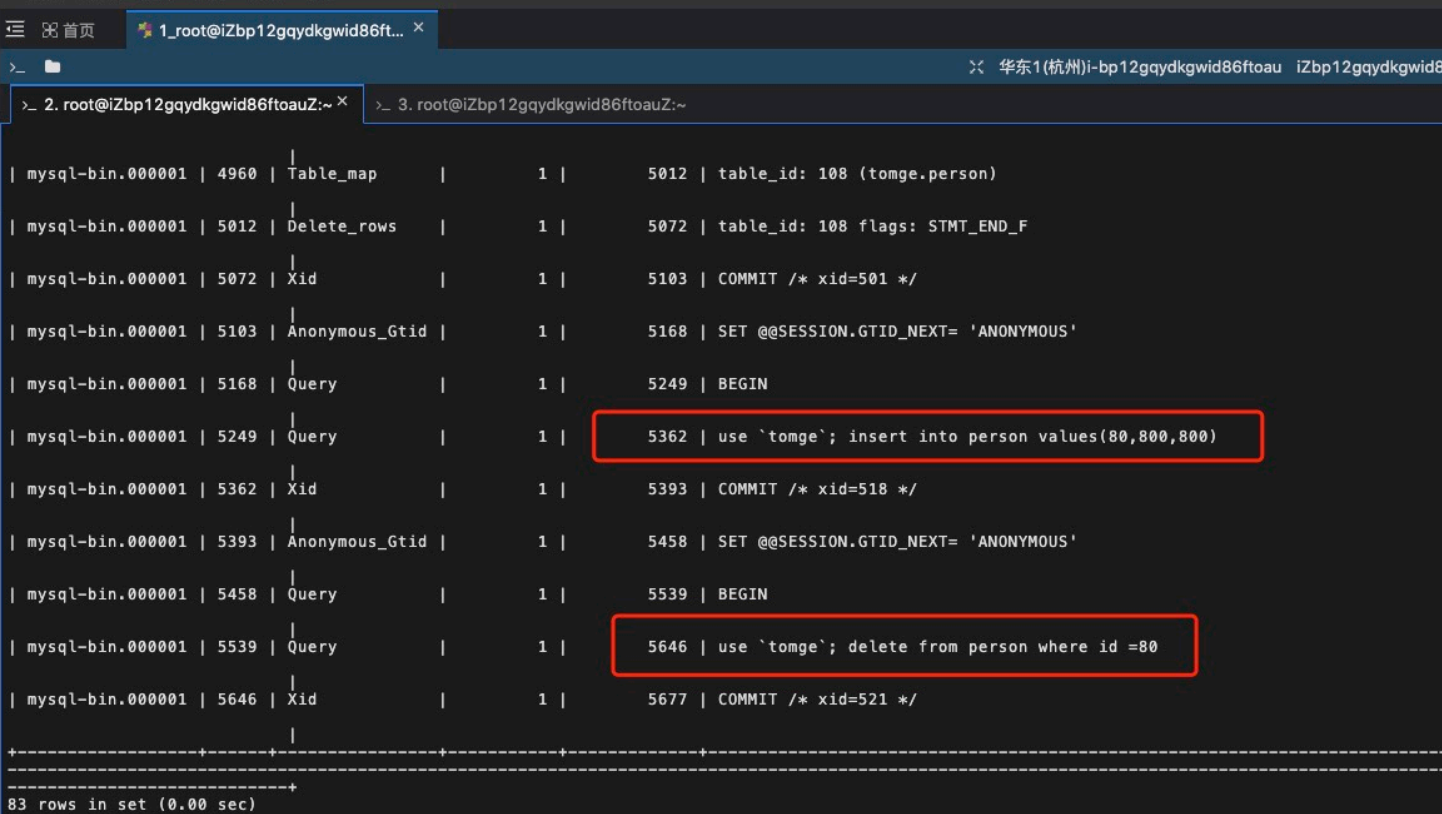 首页
1_root@iZbp12gqydkgwid86ft... ×
>_ 华东1(杭州)i-bp12gqydkgwid86ftoau iZbp12gqydkgwid8
>_ 2. root@iZbp12gqydkgwid86ftoauZ:~ × >_ 3. root@iZbp12gqydkgwid86ftoauZ:~
|
| mysql-bin.000001 | 4960 | Table_map | 1 | 5012 | table_id: 108 (tomge.person)
|
| mysql-bin.000001 | 5012 | Delete_rows | 1 | 5072 | table_id: 108 flags: STMT_END_F
|
| mysql-bin.000001 | 5072 | Xid | 1 | 5103 | COMMIT /* xid=501 */
|
| mysql-bin.000001 | 5103 | Anonymous_Gtid | 1 | 5168 | SET @@SESSION.GTID_NEXT= 'ANONYMOUS'
|
| mysql-bin.000001 | 5168 | Query | 1 | 5249 | BEGIN
|
| mysql-bin.000001 | 5249 | Query | 1 | 5362 | use `tomge`; insert into person values(80,800,800)
|
| mysql-bin.000001 | 5362 | Xid | 1 | 5393 | COMMIT /* xid=518 */
|
| mysql-bin.000001 | 5393 | Anonymous_Gtid | 1 | 5458 | SET @@SESSION.GTID_NEXT= 'ANONYMOUS'
|
| mysql-bin.000001 | 5458 | Query | 1 | 5539 | BEGIN
|
| mysql-bin.000001 | 5539 | Query | 1 | 5646 | use `tomge`; delete from person where id =80
|
| mysql-bin.000001 | 5646 | Xid | 1 | 5677 | COMMIT /* xid=521 */
|
83 rows in set (0.00 sec)